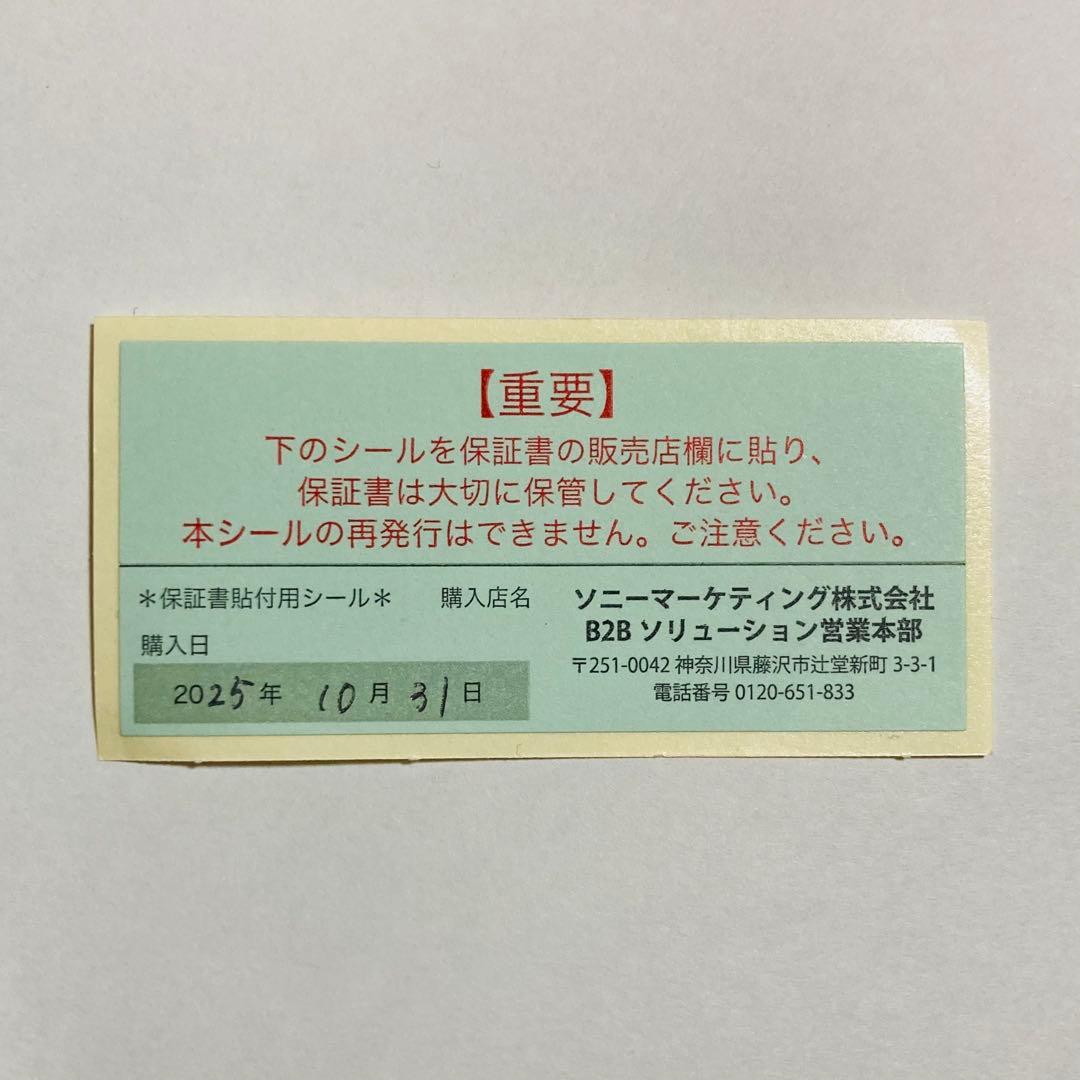 【重要】
下のシールを保証書の販売店欄に貼り、
保証書は大切に保管してください。
本シールの再発行はできません。ご注意ください。
＊保証書貼付用シール＊ 購入店名 ソニーマーケティング株式会社
B2B ソリューション営業本部
購入日
〒251-0042 神奈川県藤沢市辻堂新町 3-3-1
電話番号 0120-651-833
2025年 10月 31日